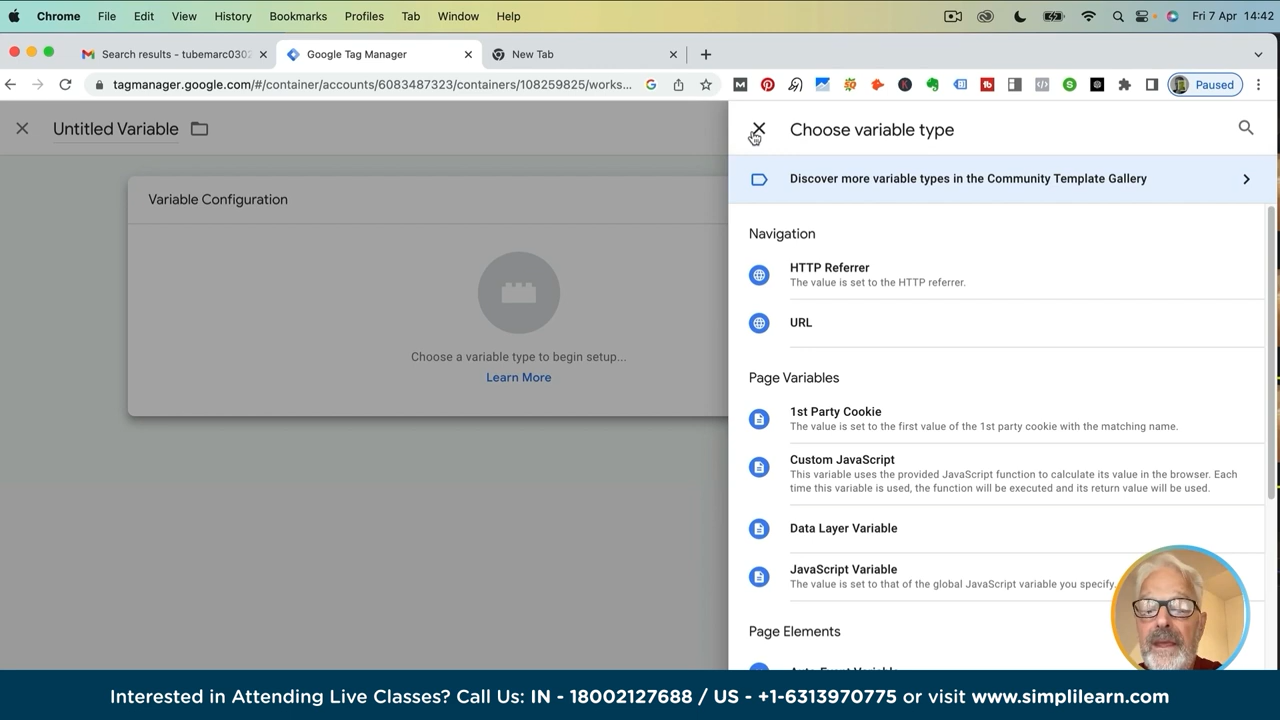 Chrome File Edit View History Bookmarks Profiles Tab Window Help Fri 7 Apr 14:42
Search results - tubemarc030 Google Tag Manager New Tab
tagmanager.google.com/#/container/accounts/6083487323/containers/108259825/works... Paused
Untitled Variable
Choose variable type
Discover more variable types in the Community Template Gallery
Variable Configuration
Choose a variable type to begin setup...
Learn More
Navigation
HTTP Referrer
The value is set to the HTTP referrer.
URL
Page Variables
1st Party Cookie
The value is set to the first value of the 1st party cookie with the matching name.
Custom JavaScript
This variable uses the provided JavaScript function to calculate its value in the browser. Each
time this variable is used, the function will be executed and its return value will be used.
Data Layer Variable
JavaScript Variable
The value is set to that of the global JavaScript variable you specify.
Page Elements
Auto-Event Variable
Interested in Attending Live Classes? Call Us: IN - 18002127688 / US - +1-6313970775 or visit www.simplilearn.com